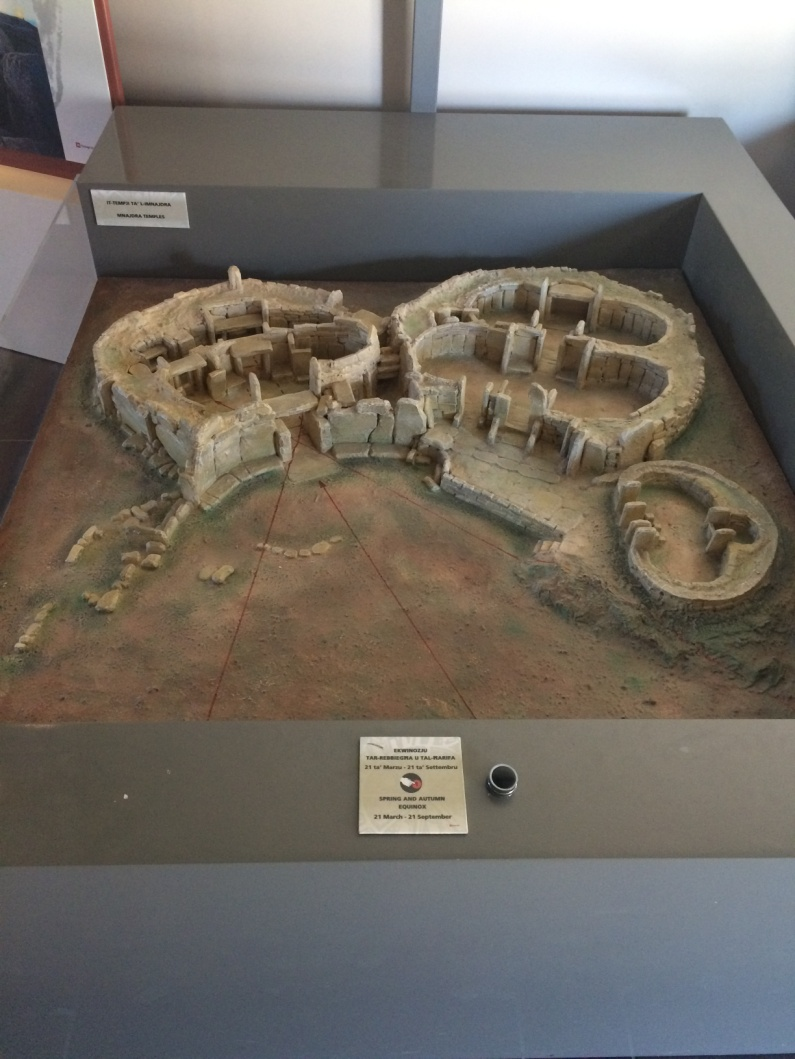 IT-TEMPJI TA' L-IMNAJDRA
MNAJDRA TEMPLES
EKWINOZJU
TAR-REBBIEGĦA U TAL-ĦARIFA
21 ta' Marzu - 21 ta' Settembru
SPRING AND AUTUMN
EQUINOX
21 March - 21 September